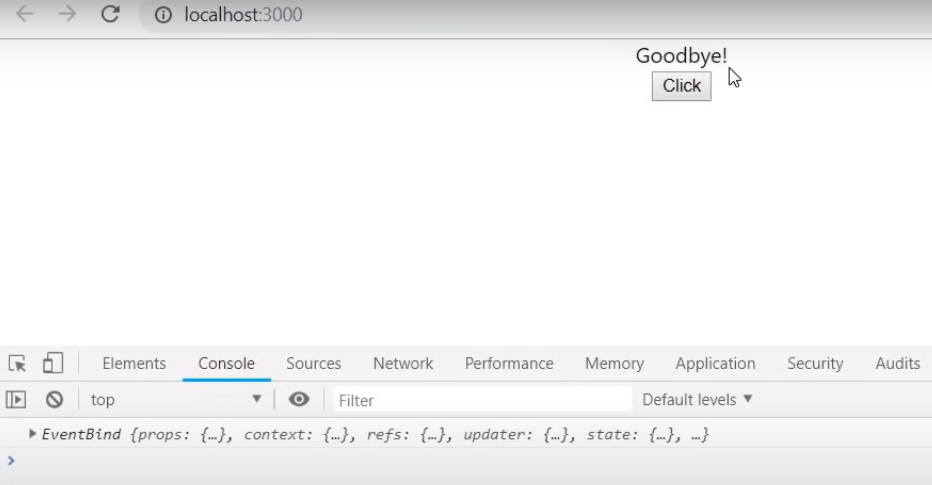 localhost:3000
Goodbye!
Click
Elements Console Sources Network Performance Memory Application Security Audits
top Filter Default levels ▼
EventBind {props: {…}, context: {…}, refs: {…}, updater: {…}, state: {…}, …}